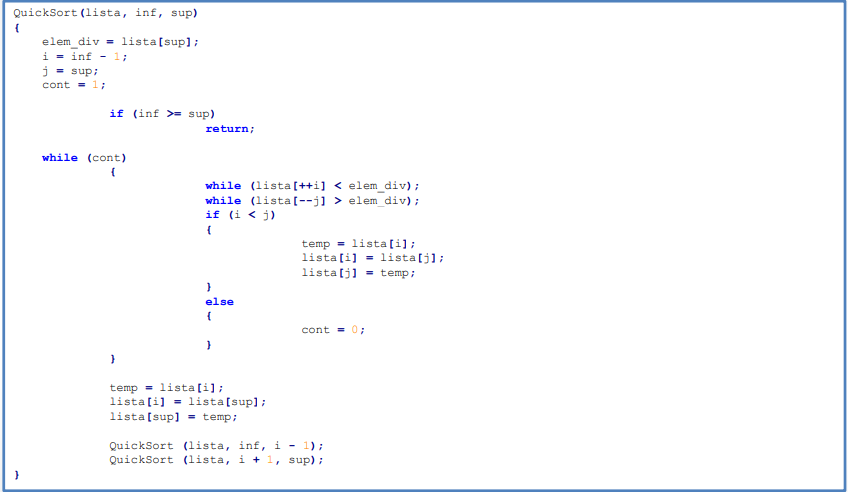 QuickSort(lista, inf, sup)
{
elem_div = lista[sup];
i = inf - 1;
j = sup;
cont = 1;
if (inf >= sup)
return;
while (cont)
{
while (lista[++i] < elem_div);
while (lista[--j] > elem_div);
if (i < j)
{
temp = lista[i];
lista[i] = lista[j];
lista[j] = temp;
}
else
{
cont = 0;
}
}
temp = lista[i];
lista[i] = lista[sup];
lista[sup] = temp;
QuickSort (lista, inf, i - 1);
QuickSort (lista, i + 1, sup);
}